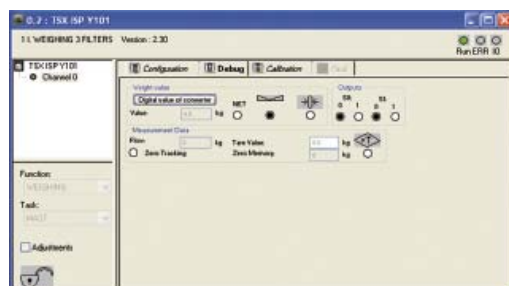 0.2 : TSX ISP Y101
1 I. WEIGHING 3 FILTERS Version : 2.30
Run ERR IO
TSX ISP Y101
Channel 0
Configuration Debug Calibration
Weight value
Digital value of converter
NET
Value kg
Outputs
S0 S1
0 1 0 1
Measurement Data
Flow kg Tare Value kg
Zero Tracking Zero Memory kg
Function:
WEIGHING
Task:
MAST
Adjustments